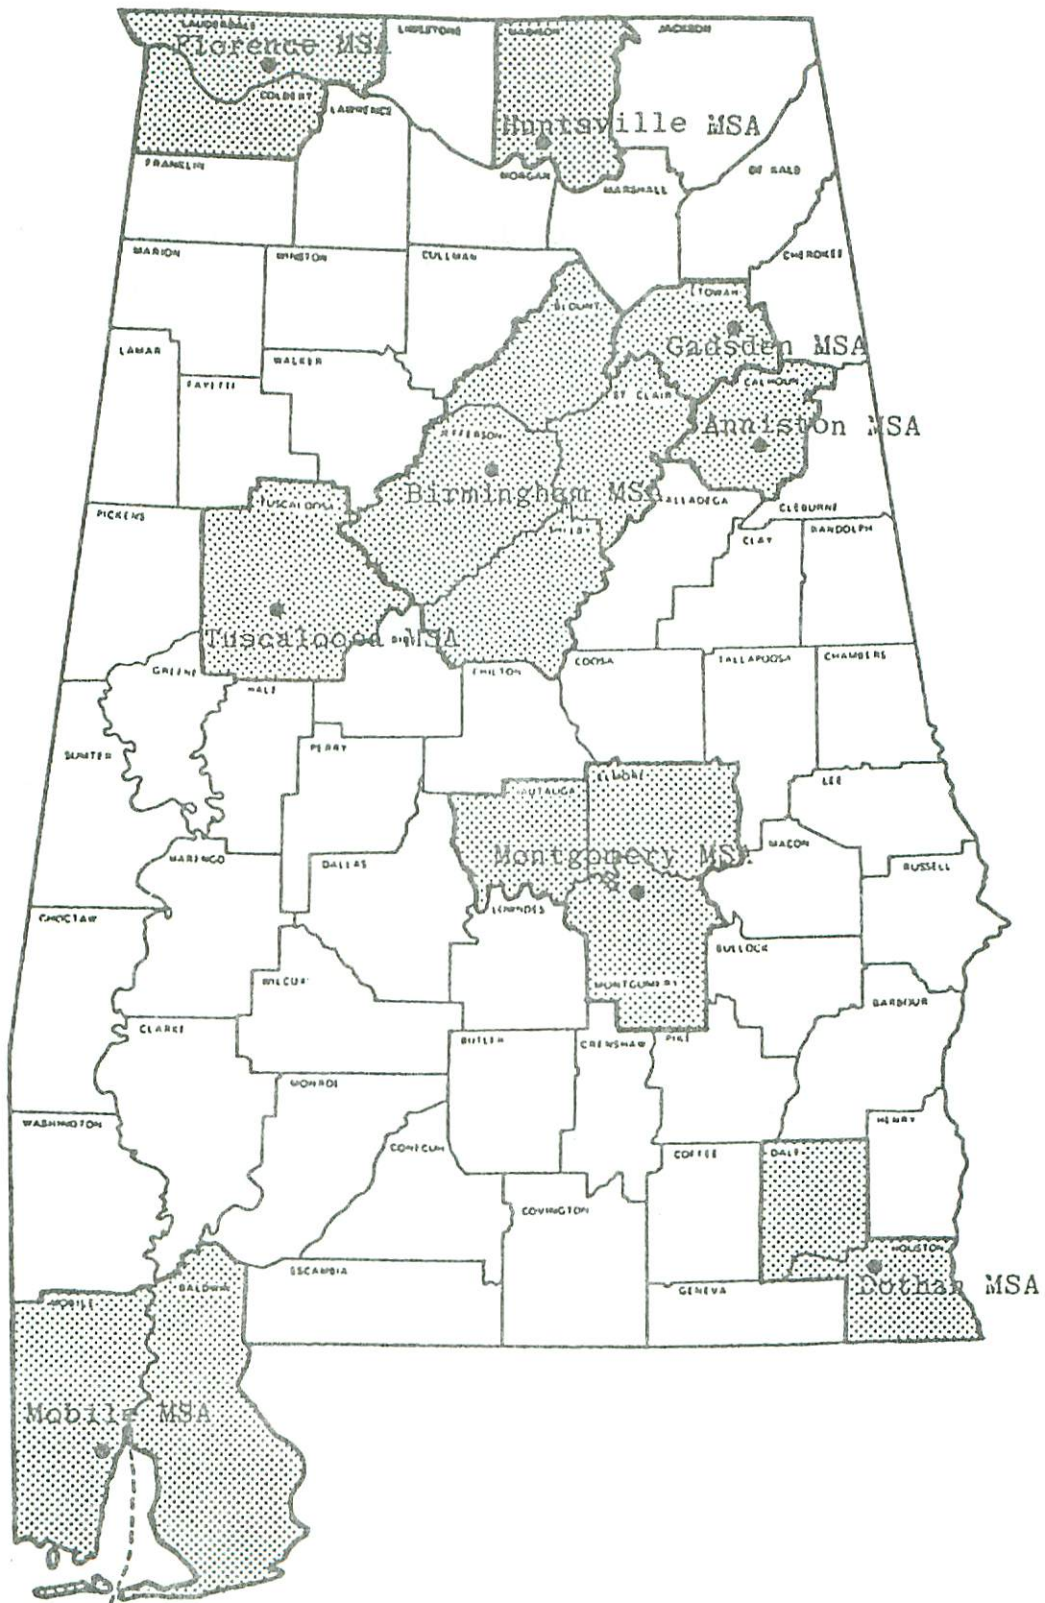 LAUDERDALE
LIMESTONE
MADISON
JACKSON
Florence MSA
COLBERT
LAWRENCE
Huntsville MSA
FRANKLIN
MORGAN
MARSHALL
DE KALB
MARION
WINSTON
CULLMAN
CHEROKEE
BLOUNT
ETOWAH
Gadsden MSA
LAMAR
WALKER
FAYETTE
ST CLAIR
CALHOUN
JEFFERSON
Anniston MSA
Birmingham MSA
TALLADEGA
TUSCALOOSA
PICKENS
CLEBURNE
SHELBY
CLAY
RANDOLPH
Tuscaloosa MSA
BIBB
GREENE
HALE
CHILTON
COOSA
TALLAPOOSA
CHAMBERS
SUMTER
PERRY
AUTAUGA
ELMORE
LEE
MARENGO
DALLAS
Montgomery MSA
MACON
RUSSELL
CHOCTAW
LOWNDES
BULLOCK
WILCOX
MONTGOMERY
BARBOUR
CLARKE
BUTLER
CRENSHAW
PIKE
MONROE
WASHINGTON
CONECUH
COFFEE
DALE
HENRY
COVINGTON
ESCAMBIA
HOUSTON
MOBILE
BALDWIN
GENEVA
Dothan MSA
Mobile MSA